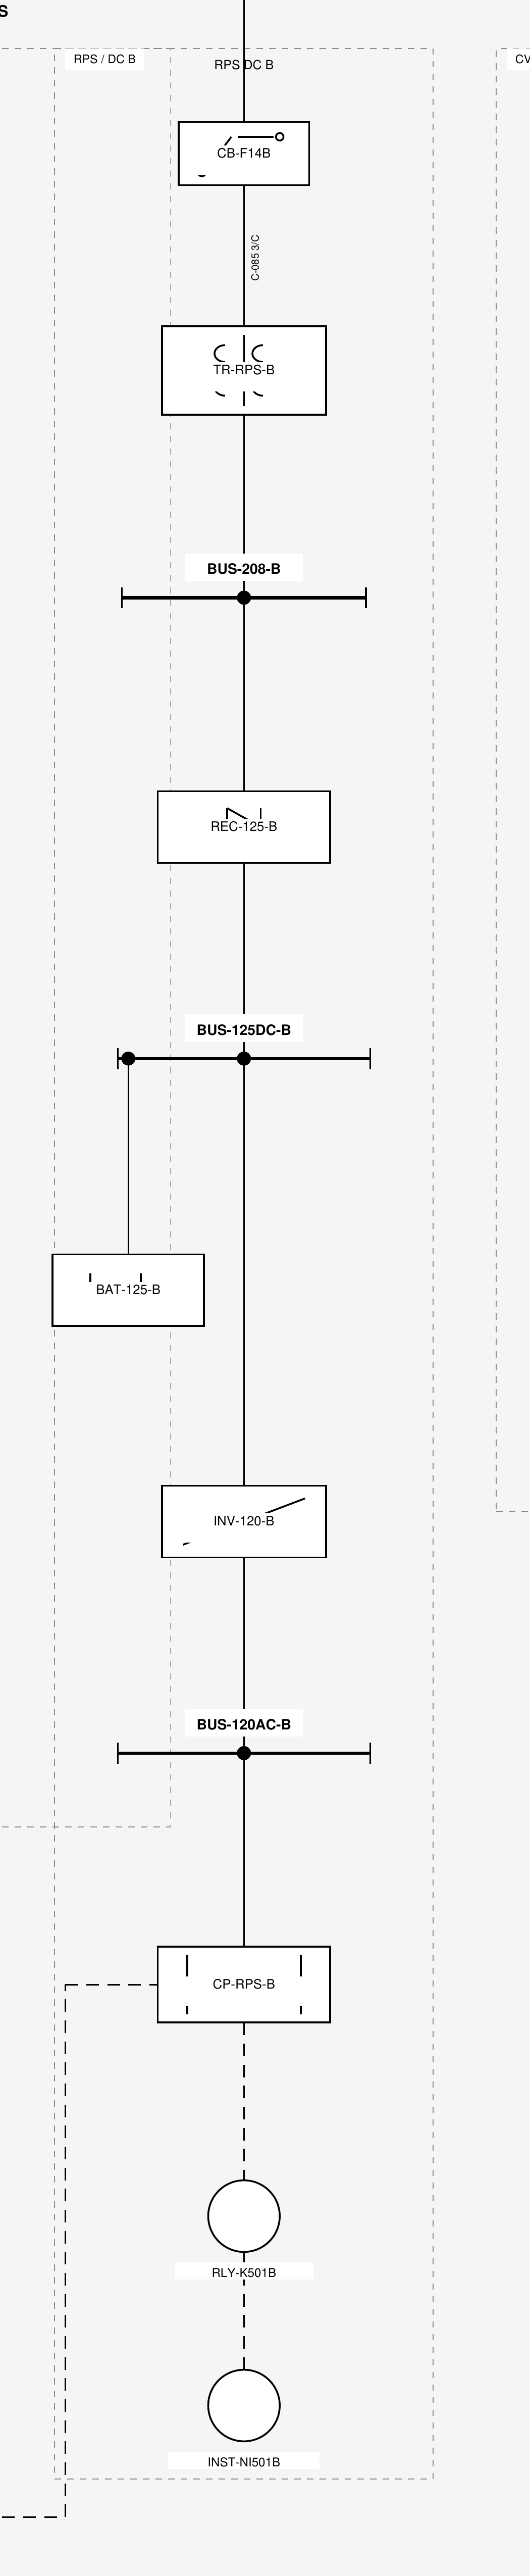 S
RPS / DC B
CV
RPS DC B
CB-F14B
C-085 3/C
TR-RPS-B
BUS-208-B
REC-125-B
BUS-125DC-B
BAT-125-B
INV-120-B
BUS-120AC-B
CP-RPS-B
RLY-K501B
INST-NI501B